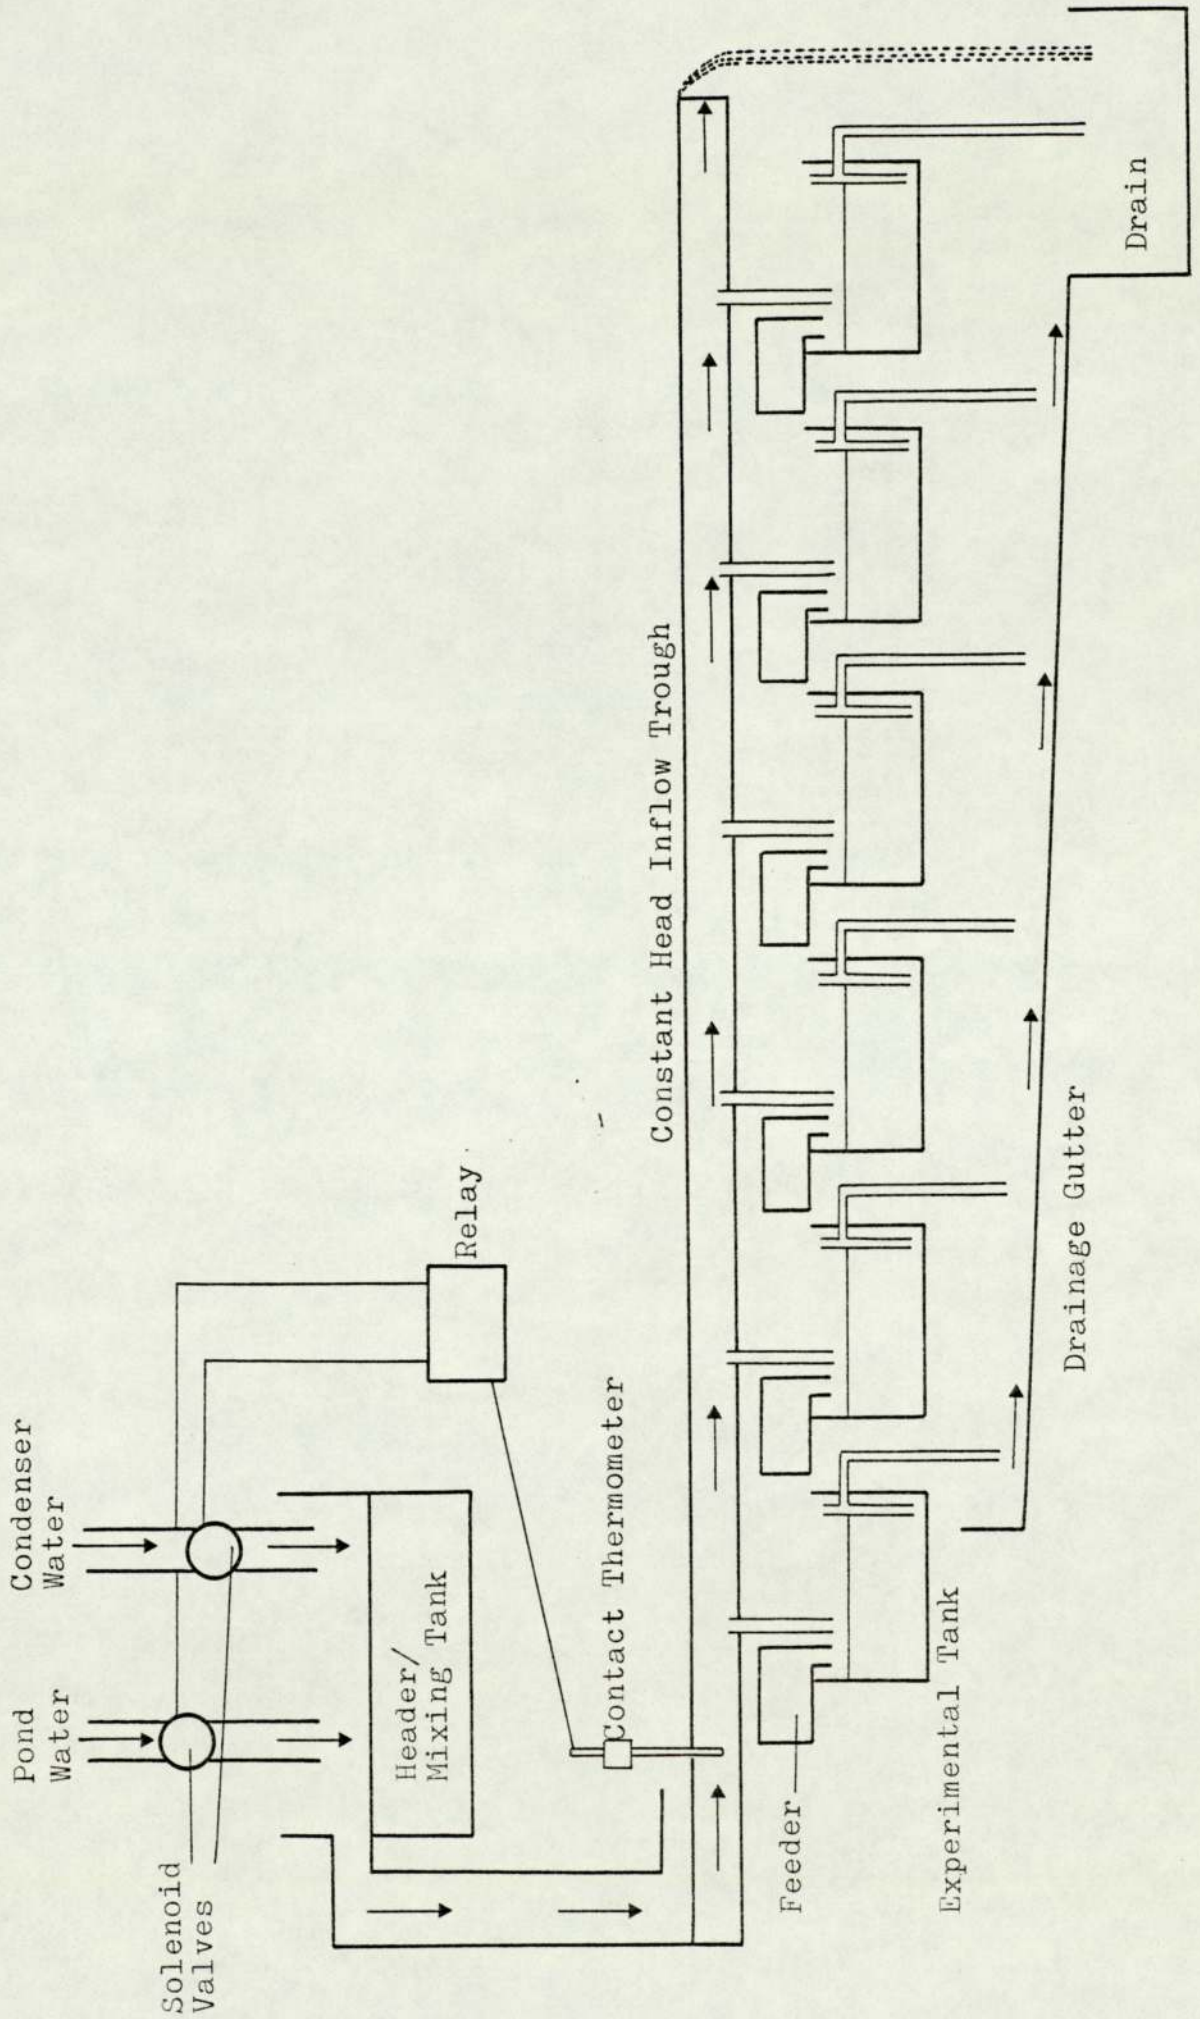 Pond
Water
Condenser
Water
Solenoid
Valves
Header/
Mixing Tank
Relay
Contact Thermometer
Constant Head Inflow Trough
Feeder
Experimental Tank
Drainage Gutter
Drain